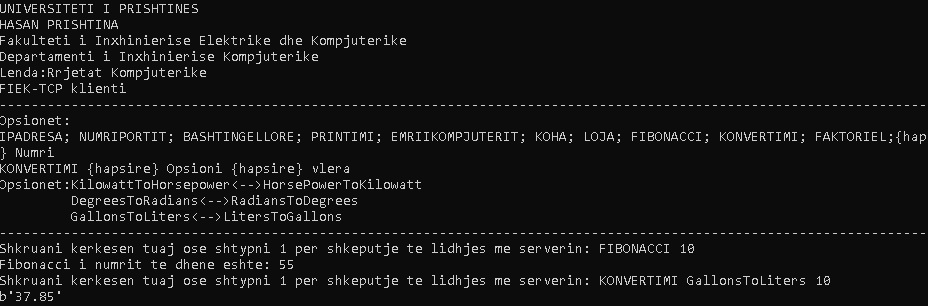 UNIVERSITETI I PRISHTINES
HASAN PRISHTINA
Fakulteti i Inxhinierise Elektrike dhe Kompjuterike
Departamenti i Inxhinierise Kompjuterike
Lenda:Rrjetat Kompjuterike
FIEK-TCP klienti
--------------------------------------------------------------------------------------------------------------------
Opsionet:
IPADRESA; NUMRIPORTIT; BASHTINGELLORE; PRINTIMI; EMRIIKOMPJUTERIT; KOHA; LOJA; FIBONACCI; KONVERTIMI; FAKTORIEL;{hap
} Numri
KONVERTIMI {hapsire} Opsioni {hapsire} vlera
Opsionet:KilowattToHorsepower<-->HorsePowerToKilowatt
         DegreesToRadians<-->RadiansToDegrees
         GallonsToLiters<-->LitersToGallons
--------------------------------------------------------------------------------------------------------------------
Shkruani kerkesen tuaj ose shtypni 1 per shkeputje te lidhjes me serverin: FIBONACCI 10
Fibonacci i numrit te dhene eshte: 55
Shkruani kerkesen tuaj ose shtypni 1 per shkeputje te lidhjes me serverin: KONVERTIMI GallonsToLiters 10
b'37.85'